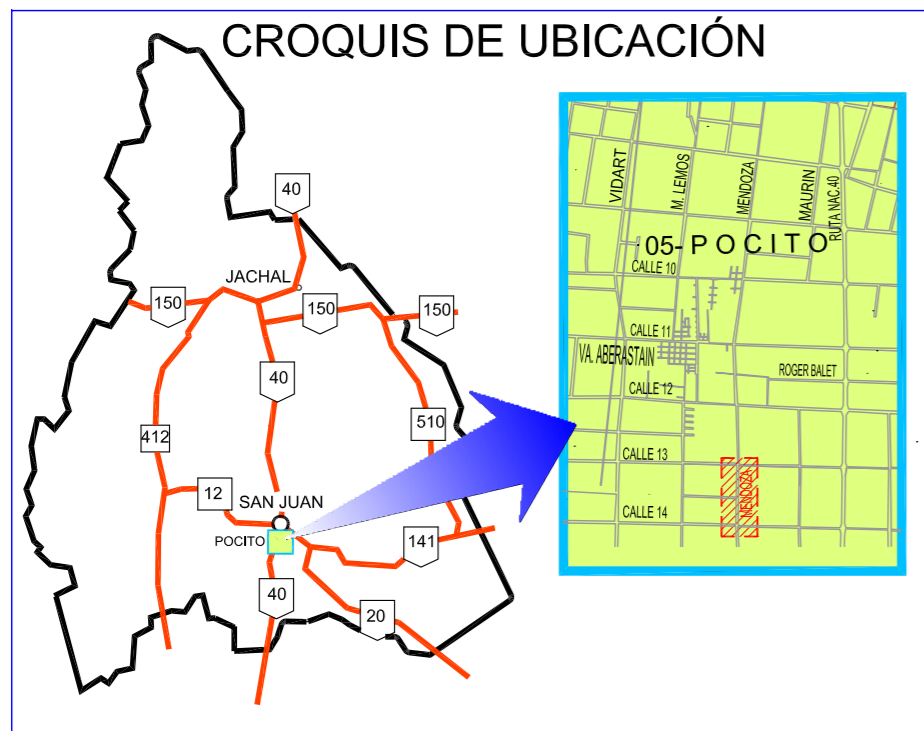 CROQUIS DE UBICACIÓN
40
JACHAL
150
150
150
40
412
510
12
SAN JUAN
POCITO
141
40
20
VIDART
M. LEMOS
MENDOZA
MAURIN
RUTA NAC.40
05- P O C I T O
CALLE 10
CALLE 11
VA. ABERASTAIN
ROGER BALET
CALLE 12
CALLE 13
MENDOZA
CALLE 14